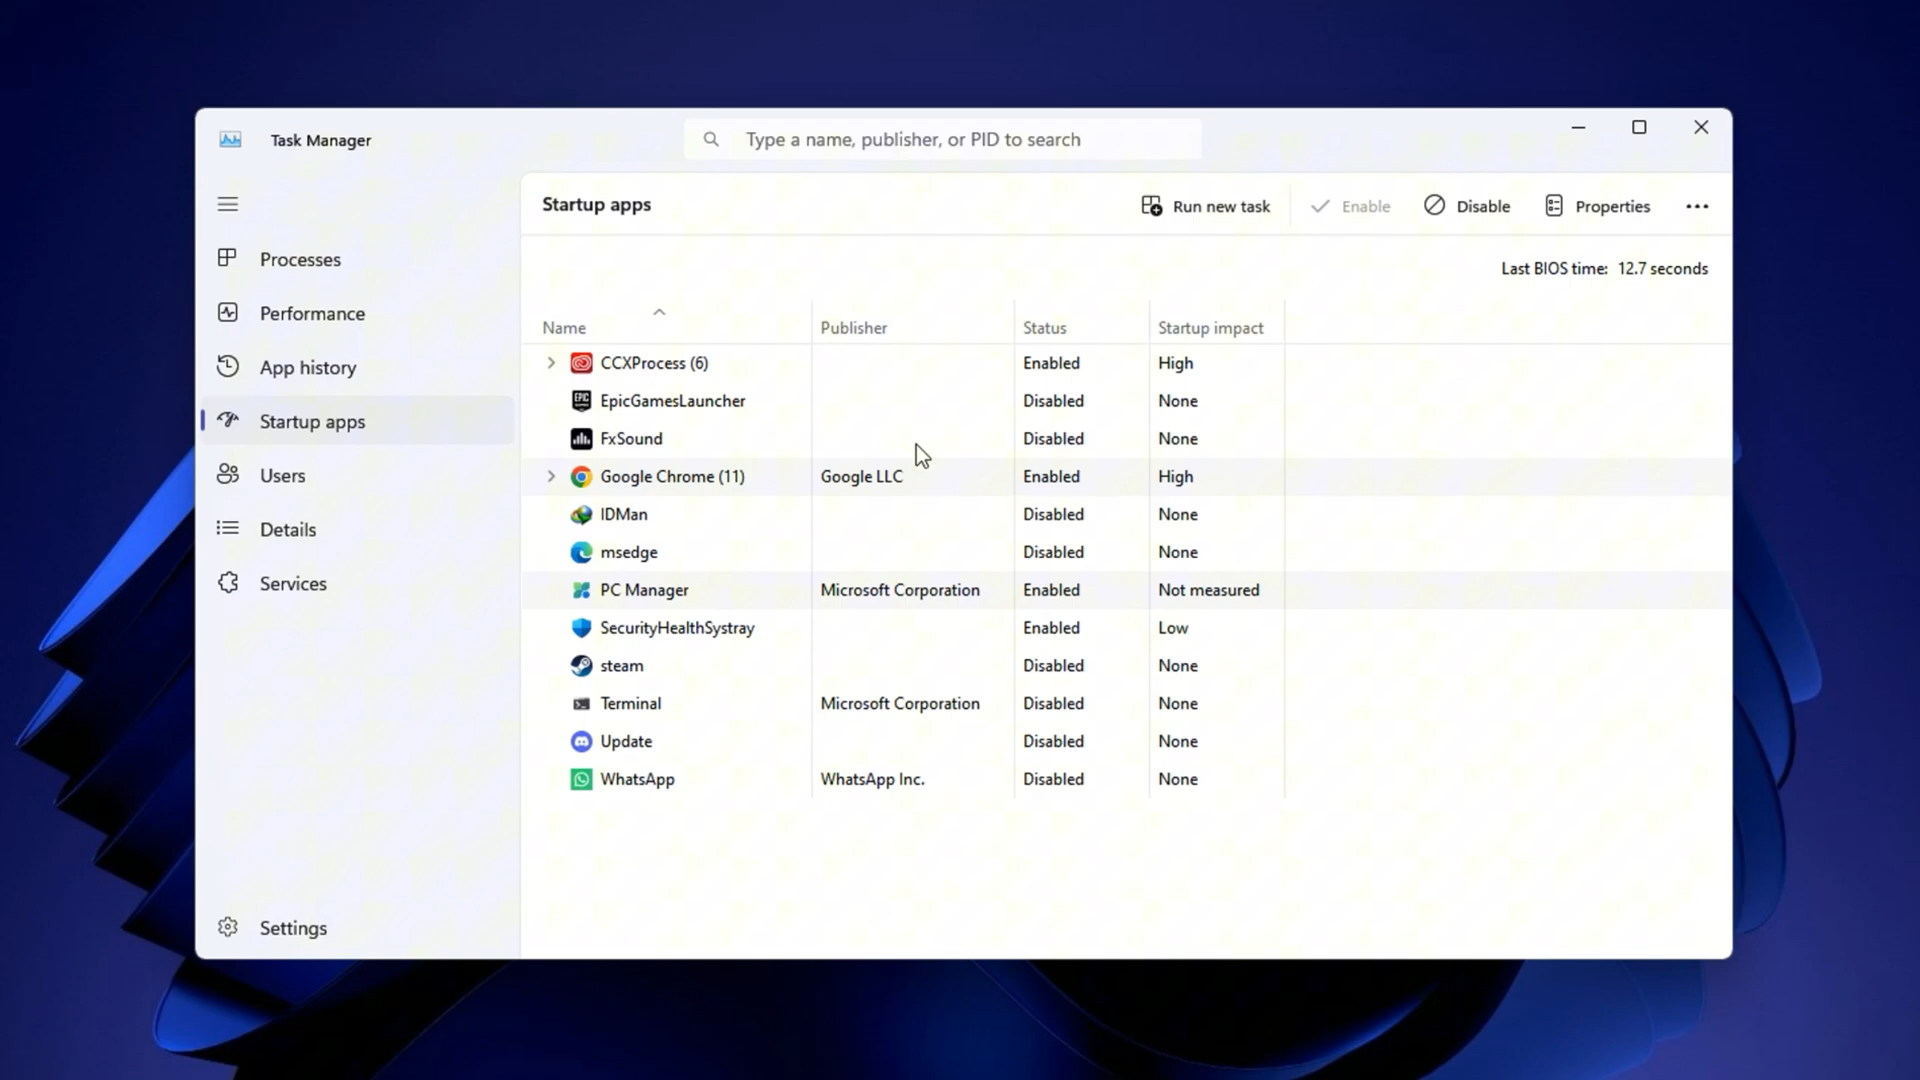 Task Manager
Type a name, publisher, or PID to search
Startup apps
Run new task
Enable
Disable
Properties
Processes
Performance
App history
Startup apps
Users
Details
Services
Settings
Last BIOS time: 12.7 seconds
Name Publisher Status Startup impact
CCXProcess (6) Enabled High
EpicGamesLauncher Disabled None
FxSound Disabled None
Google Chrome (11) Google LLC Enabled High
IDMan Disabled None
msedge Disabled None
PC Manager Microsoft Corporation Enabled Not measured
SecurityHealthSystray Enabled Low
steam Disabled None
Terminal Microsoft Corporation Disabled None
Update Disabled None
WhatsApp WhatsApp Inc. Disabled None